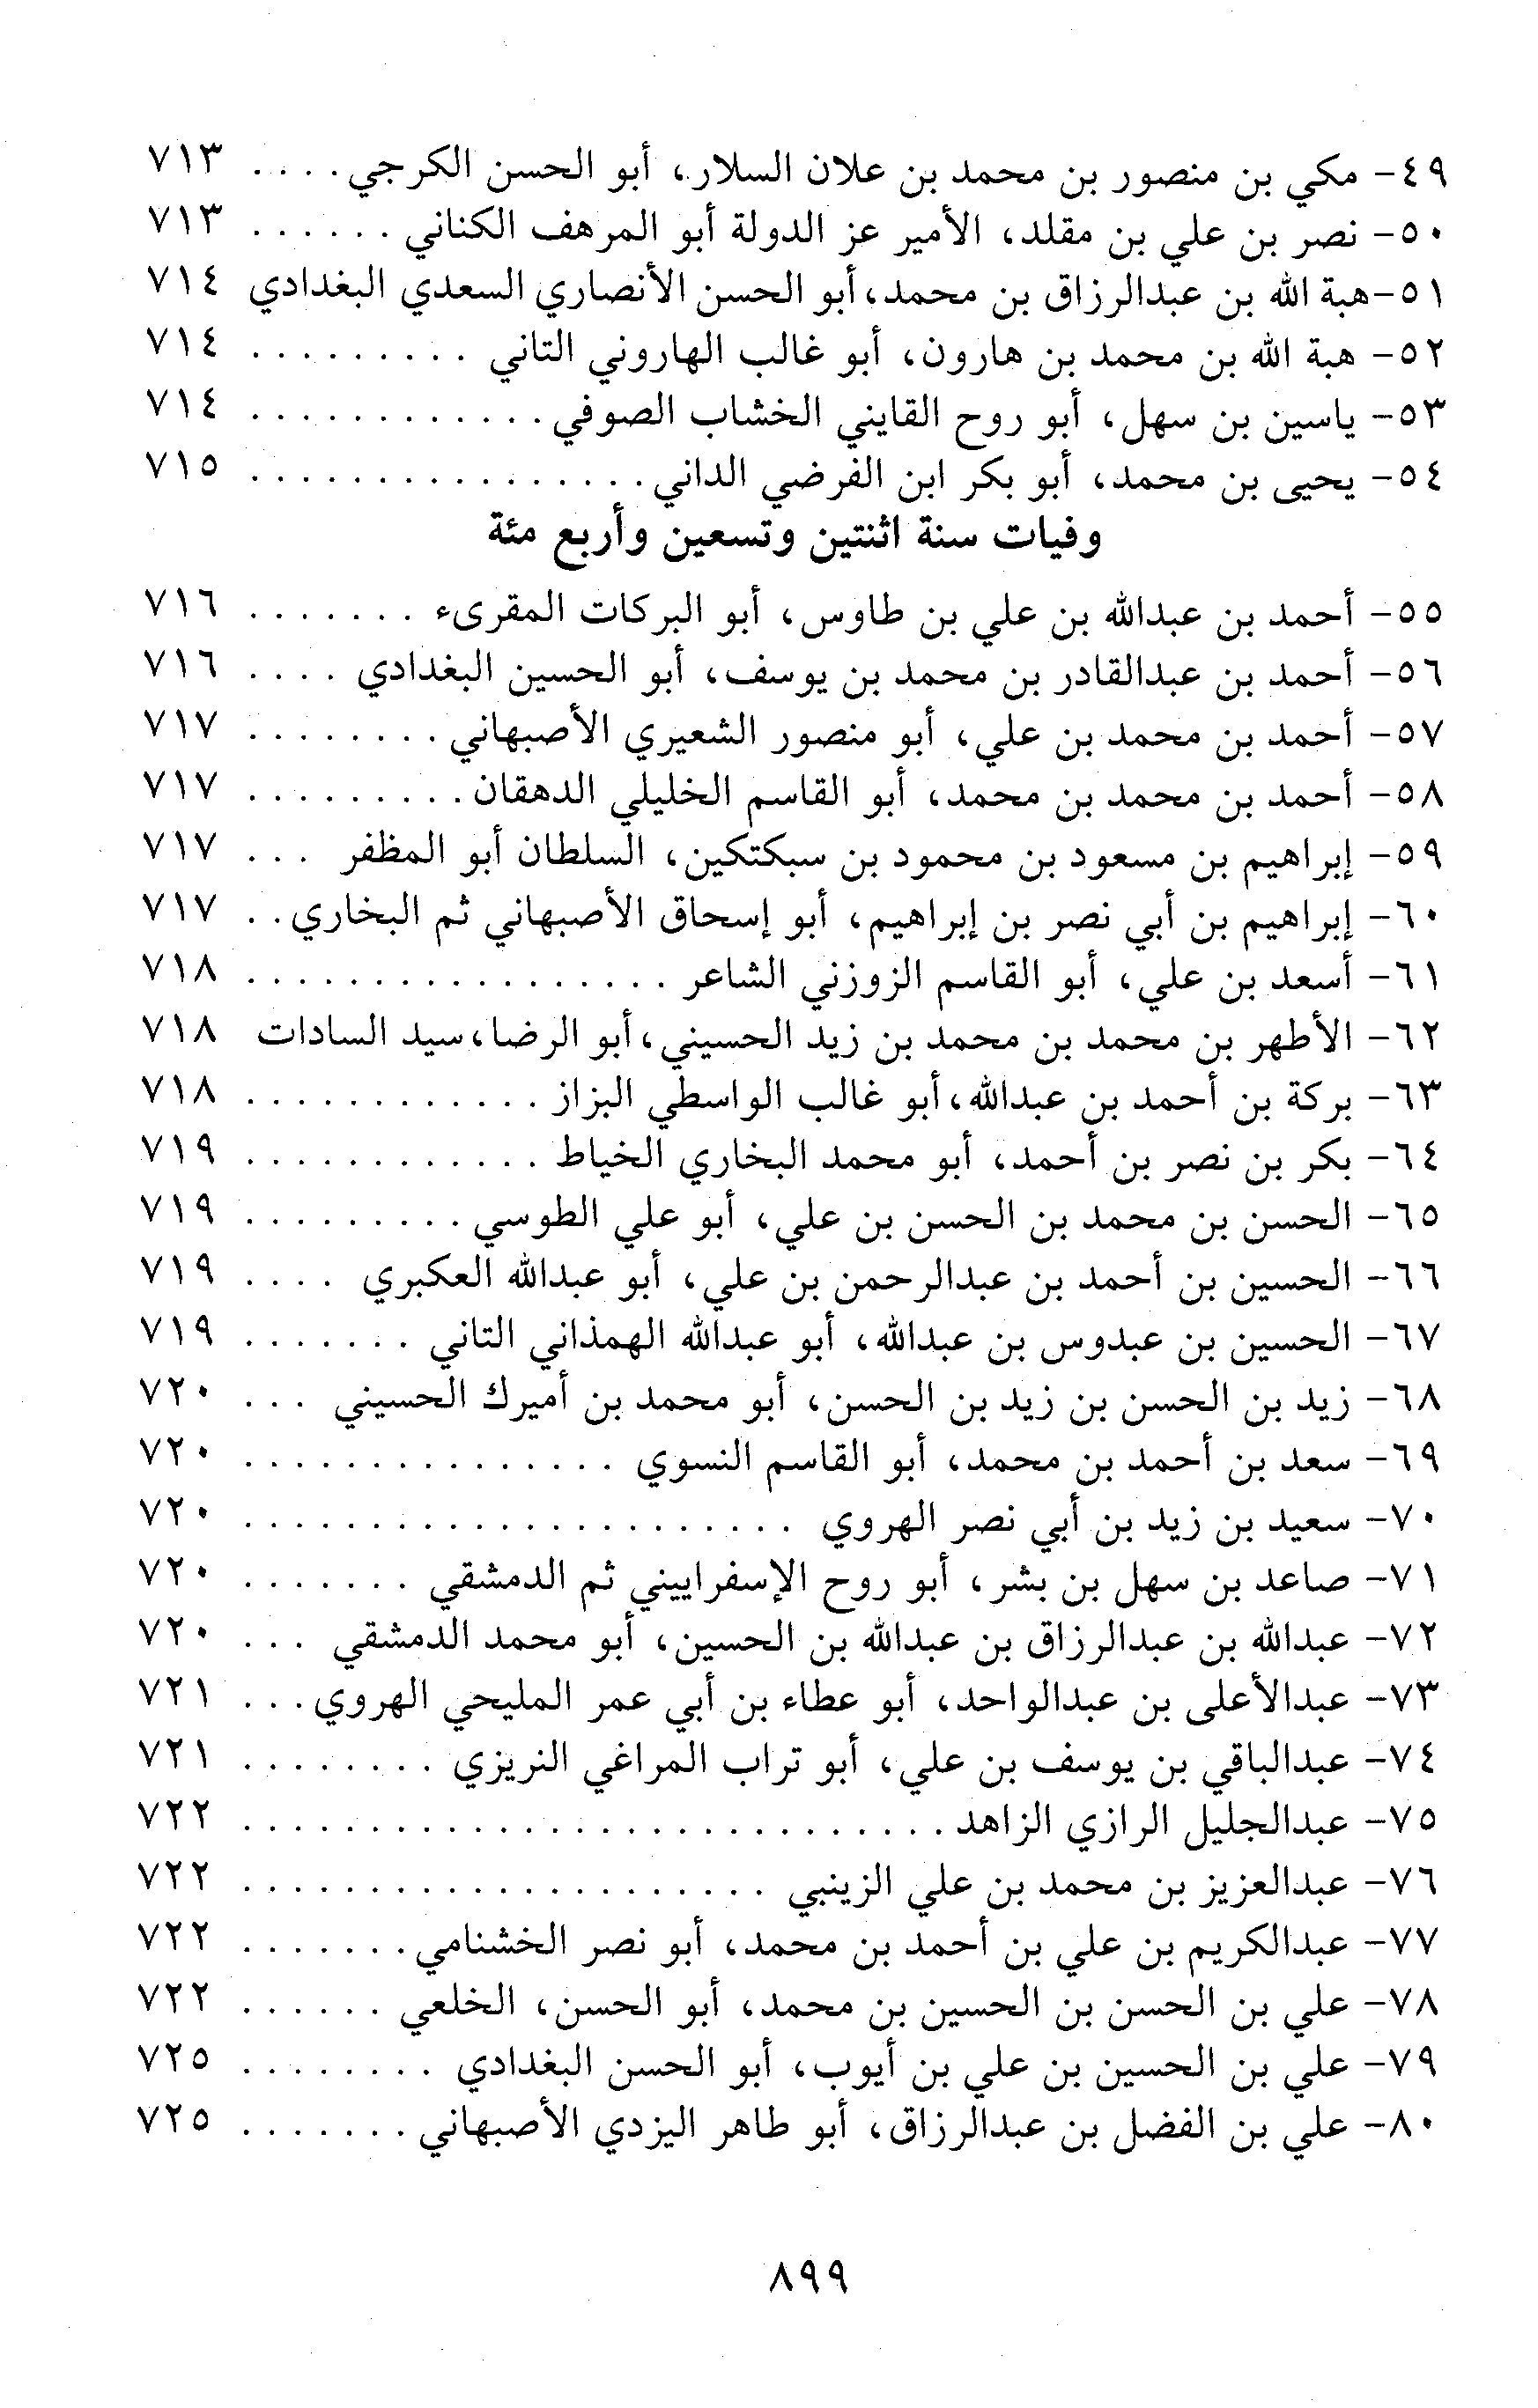 ٤٩- مكي بن منصور بن محمد بن علان السلار، أبو الحسن الكرجي. . . . ٧١٣
٥٠- نصر بن علي بن مقلد، الأمير عز الدولة أبو المرهف الكناني . . . . . . ٧١٣
٥١-هبة الله بن عبدالرزاق بن محمد، أبو الحسن الأنصاري السعدي البغدادي ٧١٤
٥٢- هبة الله بن محمد بن هارون، أبو غالب الهاروني التاني . . . . . . . . . ٧١٤
٥٣- ياسين بن سهل، أبو روح القايني الخشاب الصوفي. . . . . . . . . . . . ٧١٤
٥٤- يحيى بن محمد، أبو بكر ابن الفرضي الداني. . . . . . . . . . . . . . . . ٧١٥
وفيات سنة اثنتين وتسعين وأربع مئة
٥٥- أحمد بن عبدالله بن علي بن طاوس، أبو البركات المقرىء . . . . . . . ٧١٦
٥٦- أحمد بن عبدالقادر بن محمد بن يوسف، أبو الحسين البغدادي . . . . ٧١٦
٥٧- أحمد بن محمد بن علي، أبو منصور الشعيري الأصبهاني. . . . . . . . ٧١٧
٥٨- أحمد بن محمد بن محمد، أبو القاسم الخليلي الدهقان. . . . . . . . . ٧١٧
٥٩- إبراهيم بن مسعود بن محمود بن سبكتكين، السلطان أبو المظفر . . . ٧١٧
٦٠- إبراهيم بن أبي نصر بن إبراهيم، أبو إسحاق الأصبهاني ثم البخاري. . ٧١٧
٦١- أسعد بن علي، أبو القاسم الزوزني الشاعر . . . . . . . . . . . . . . . . . ٧١٨
٦٢- الأطهر بن محمد بن محمد بن زيد الحسيني، أبو الرضا، سيد السادات ٧١٨
٦٣- بركة بن أحمد بن عبدالله، أبو غالب الواسطي البزاز . . . . . . . . . . . . ٧١٨
٦٤- بكر بن نصر بن أحمد، أبو محمد البخاري الخياط . . . . . . . . . . . . ٧١٩
٦٥- الحسن بن محمد بن الحسن بن علي، أبو علي الطوسي . . . . . . . . . ٧١٩
٦٦- الحسين بن أحمد بن عبدالرحمن بن علي، أبو عبدالله العكبري . . . . ٧١٩
٦٧- الحسين بن عبدوس بن عبدالله، أبو عبدالله الهمذاني التاني . . . . . . . ٧١٩
٦٨- زيد بن الحسن بن زيد بن الحسن، أبو محمد بن أميرك الحسيني . . . ٧٢٠
٦٩- سعد بن أحمد بن محمد، أبو القاسم النسوي . . . . . . . . . . . . . . . ٧٢٠
٧٠- سعيد بن زيد بن أبي نصر الهروي . . . . . . . . . . . . . . . . . . . . . . ٧٢٠
٧١- صاعد بن سهل بن بشر، أبو روح الإسفراييني ثم الدمشقي . . . . . . . ٧٢٠
٧٢- عبدالله بن عبدالرزاق بن عبدالله بن الحسين، أبو محمد الدمشقي . . . ٧٢٠
٧٣- عبدالأعلى بن عبدالواحد، أبو عطاء بن أبي عمر المليحي الهروي. . . ٧٢١
٧٤- عبدالباقي بن يوسف بن علي، أبو تراب المراغي النريزي . . . . . . . . ٧٢١
٧٥- عبدالجليل الرازي الزاهد. . . . . . . . . . . . . . . . . . . . . . . . . . . . ٧٢٢
٧٦- عبدالعزيز بن محمد بن علي الزينبي . . . . . . . . . . . . . . . . . . . . . ٧٢٢
٧٧- عبدالكريم بن علي بن أحمد بن محمد، أبو نصر الخشنامي. . . . . . . ٧٢٢
٧٨- علي بن الحسن بن الحسين بن محمد، أبو الحسن، الخلعي . . . . . . ٧٢٢
٧٩- علي بن الحسين بن علي بن أيوب، أبو الحسن البغدادي . . . . . . . . ٧٢٥
٨٠- علي بن الفضل بن عبدالرزاق، أبو طاهر اليزدي الأصبهاني. . . . . . . ٧٢٥
٨٩٩